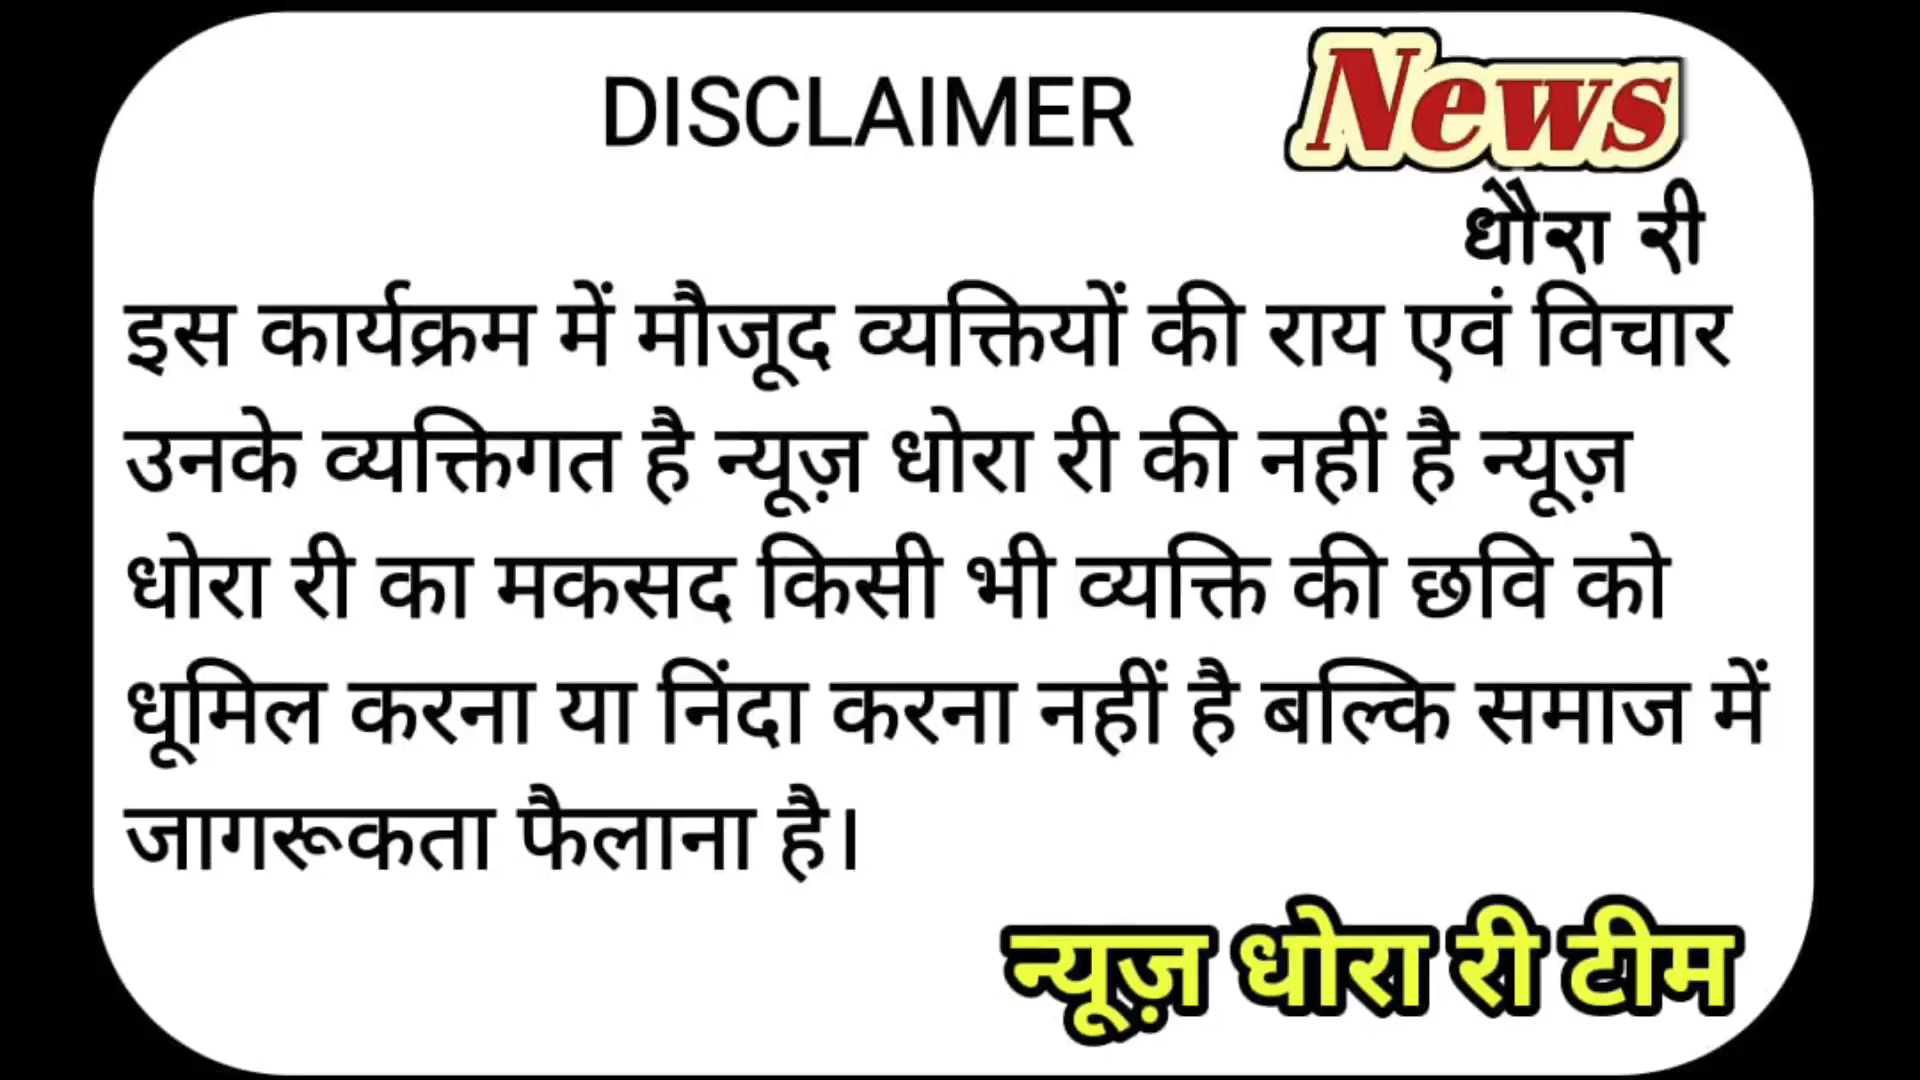 DISCLAIMER
News
धौरा री
इस कार्यक्रम में मौजूद व्यक्तियों की राय एवं विचार
उनके व्यक्तिगत है न्यूज़ धोरा री की नहीं है न्यूज़
धोरा री का मकसद किसी भी व्यक्ति की छवि को
धूमिल करना या निंदा करना नहीं है बल्कि समाज में
जागरूकता फैलाना है।
न्यूज़ धोरा री टीम